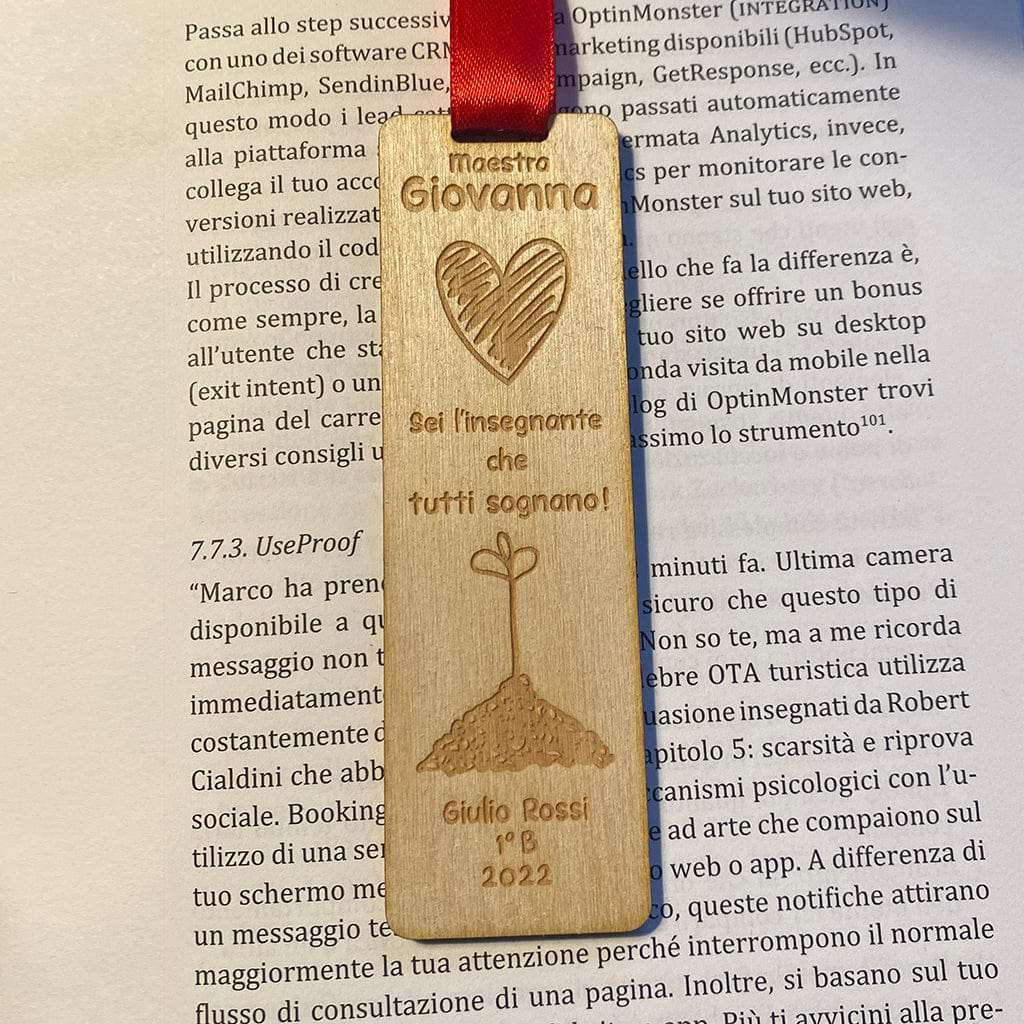 Passa allo step successiv
a OptinMonster (INTEGRATION)
con uno dei software CRM
marketing disponibili (HubSpot,
MailChimp, SendinBlue,
mpaign, GetResponse, ecc.). In
questo modo i lead
gono passati automaticamente
alla piattaforma
ermata Analytics, invece,
collega il tuo acco
cs per monitorare le con-
versioni realizzat
nMonster sul tuo sito web,
utilizzando il cod
Il processo di cre
ello che fa la differenza è,
come sempre, la
gliere se offrire un bonus
all'utente che sta
tuo sito web su desktop
(exit intent) o un
onda visita da mobile nella
pagina del carre
log di OptinMonster trovi
diversi consigli u
assimo lo strumento101.
Maestra
Giovanna
Sei l'insegnante
che
tutti sognano!
Giulio Rossi
1° B
2022
7.7.3. UseProof
"Marco ha pren
minuti fa. Ultima camera
disponibile a qu
sicuro che questo tipo di
messaggio non t
Non so te, ma a me ricorda
immediatament
ebre OTA turistica utilizza
costantemente d
uasione insegnati da Robert
Cialdini che abb
apitolo 5: scarsità e riprova
sociale. Booking
ccanismi psicologici con l'u-
tilizzo di una ser
e ad arte che compaiono sul
tuo schermo me
o web o app. A differenza di
un messaggio te
co, queste notifiche attirano
maggiormente la tua attenzione perché interrompono il normale
flusso di consultazione di una pagina. Inoltre, si basano sul tuo
app. Più ti avvicini alla pre-